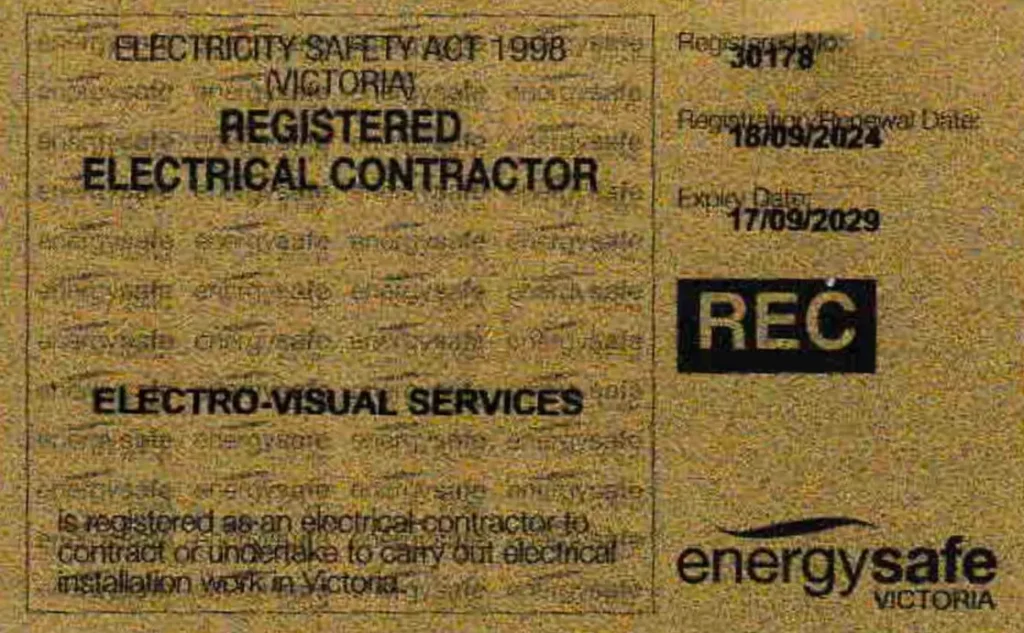 ELECTRICITY SAFETY ACT 1998
(VICTORIA)
REGISTERED
ELECTRICAL CONTRACTOR
ELECTRO-VISUAL SERVICES
is registered as an electrical contractor to
contract or undertake to carry out electrical
installation work in Victoria.
Registered No:
30178
Registration/Renewal Date:
18/09/2024
Expiry Date:
17/09/2029
REC
energysafe
VICTORIA